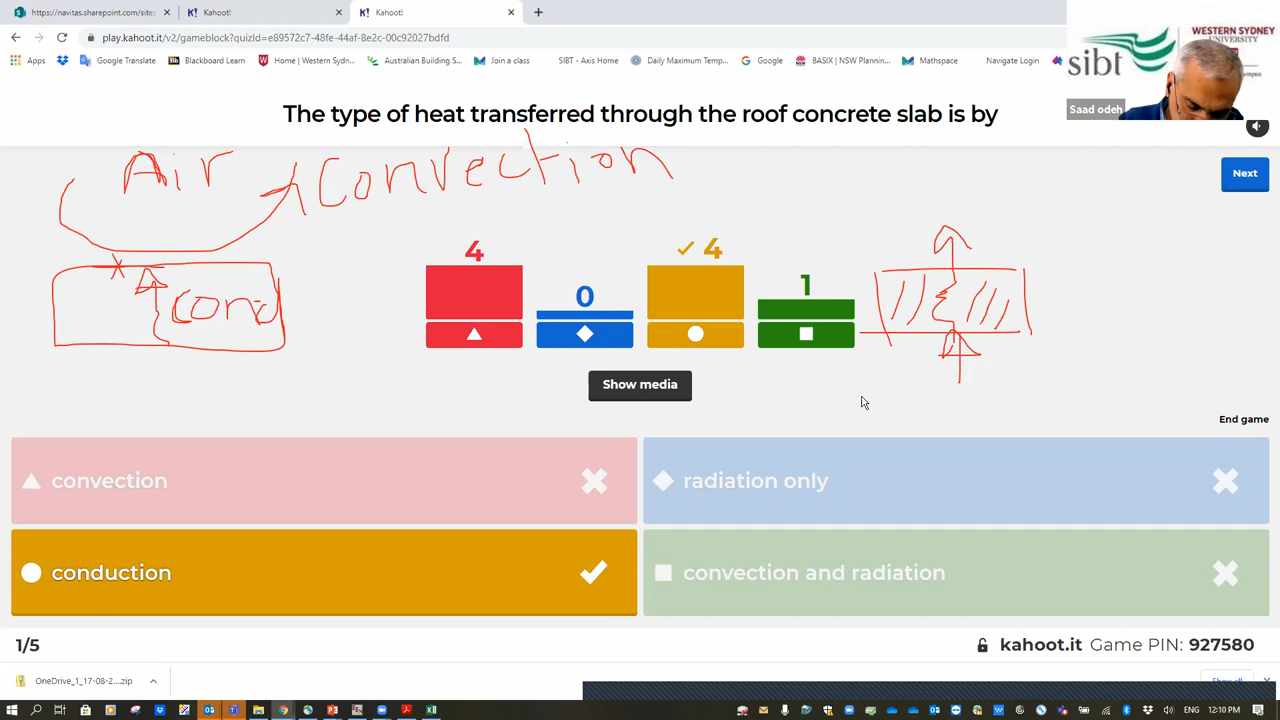 https://navitas.sharepoint.com/sites
Kahoot!
Kahoot!
play.kahoot.it/v2/gameblock?quizId=e89572c7-48fe-44af-8e2c-00c92027bdfd
Apps
Google Translate
Blackboard Learn
Home | Western Sydn...
Australian Building S...
Join a class
SIBT - Axis Home
Daily Maximum Temp...
Google
BASIX | NSW Plannin...
Mathspace
Navigate Login
sibt
WESTERN SYDNEY
UNIVERSITY
Saad odeh
The type of heat transferred through the roof concrete slab is by
Air Convection
Next
4
0
4
1
Cond
Show media
End game
convection
radiation only
conduction
convection and radiation
1/5
kahoot.it Game PIN: 927580
OneDrive_1_17-08-2....zip
Show all
ENG
12:10 PM